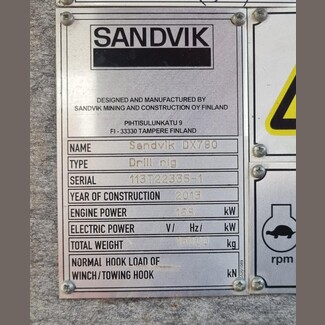 SANDVIK
DESIGNED AND MANUFACTURED BY
SANDVIK MINING AND CONSTRUCTION OY FINLAND
PIHTISULUNKATU 9
FI - 33330 TAMPERE FINLAND
NAME Sandvik DX780
TYPE Drill rig
SERIAL 113T22335-1
YEAR OF CONSTRUCTION 2013
ENGINE POWER kW
ELECTRIC POWER V/ Hz/ kW
TOTAL WEIGHT kg
NORMAL HOOK LOAD OF
WINCH/TOWING HOOK kN
rpm